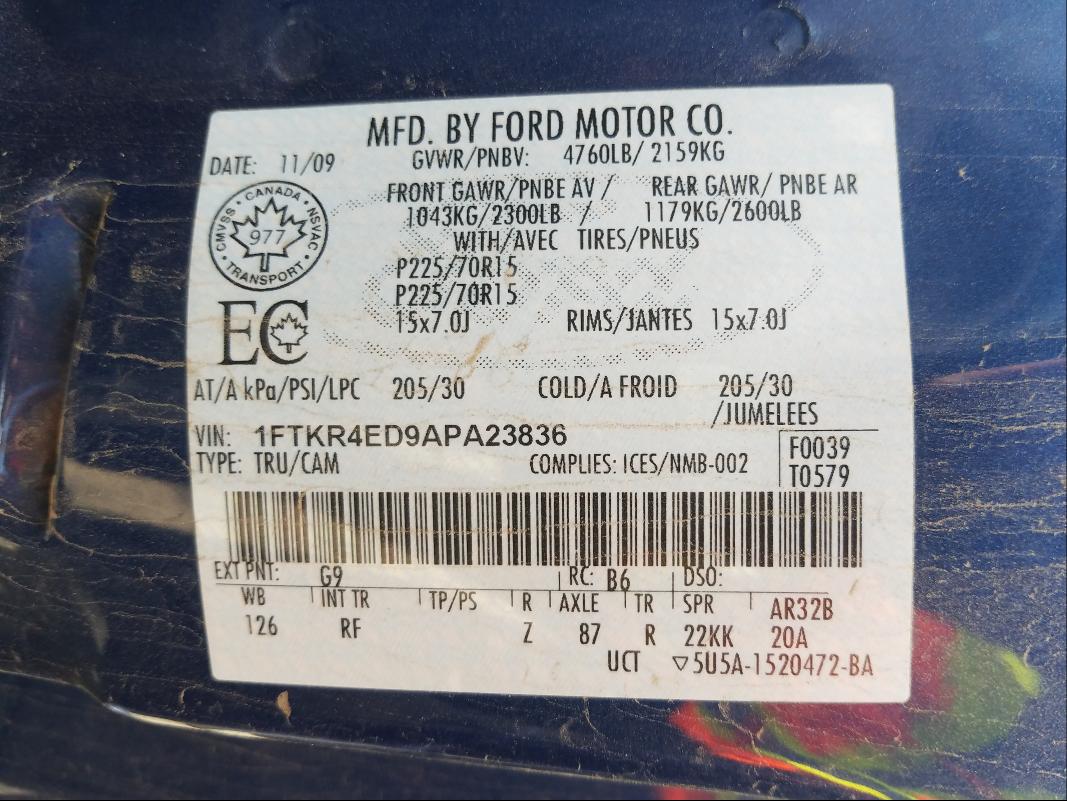 MFD. BY FORD MOTOR CO.
DATE: 11/09
GVWR/PNBV: 4760LB/ 2159KG
FRONT GAWR/PNBE AV / REAR GAWR/ PNBE AR
1043KG/2300LB / 1179KG/2600LB
WITH/AVEC TIRES/PNEUS
P225/70R15
P225/70R15
15x7.0J RIMS/JANTES 15x7.0J
CANADA
CMVSS
NSVAC
977
TRANSPORT
EC
AT/A kPa/PSI/LPC 205/30 COLD/A FROID 205/30
/JUMELEES
VIN: 1FTKR4ED9APA23836
TYPE: TRU/CAM COMPLIES: ICES/NMB-002
F0039
T0579
EXT PNT: G9 RC: B6 DSO:
WB INT TR TP/PS R AXLE TR SPR AR32B
126 RF Z 87 R 22KK 20A
UCT ▽5U5A-1520472-BA